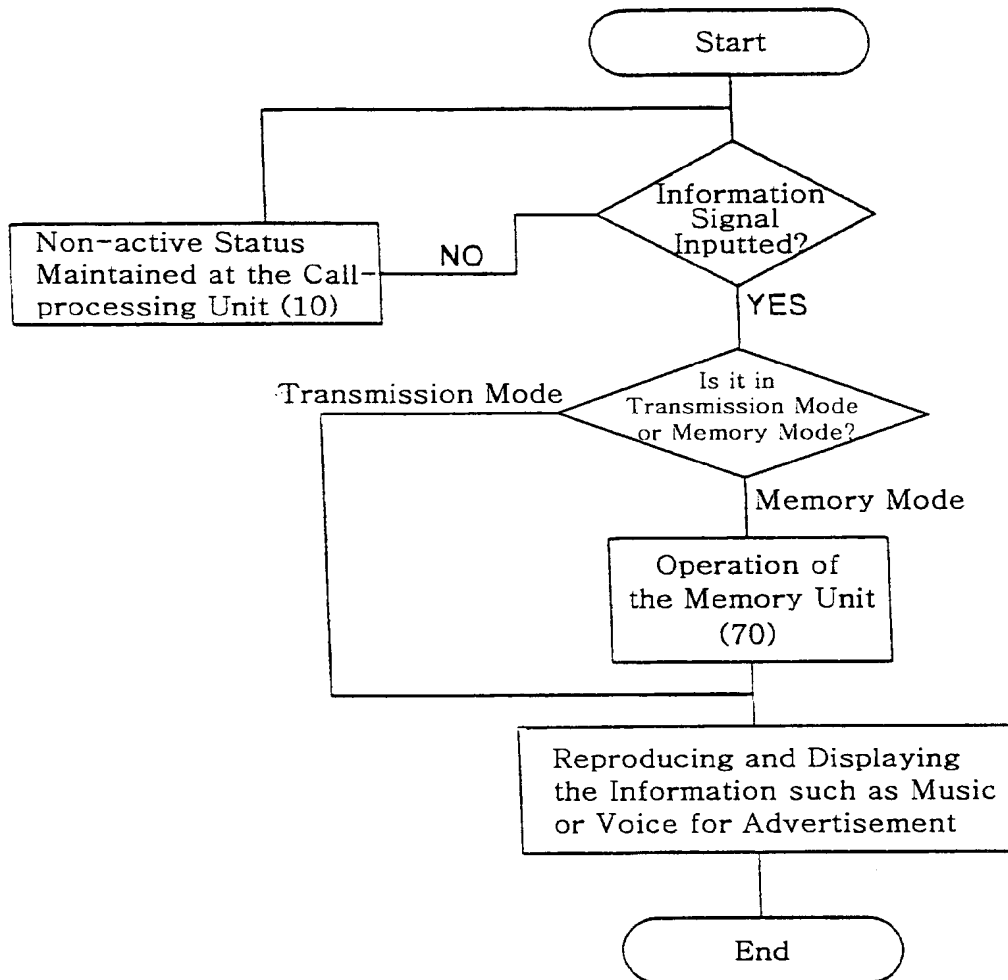 Start
Information
Signal
Inputted?
Non-active Status
Maintained at the Call-
processing Unit (10)
NO
YES
Is it in
Transmission Mode
or Memory Mode?
Transmission Mode
Memory Mode
Operation of
the Memory Unit
(70)
Reproducing and Displaying
the Information such as Music
or Voice for Advertisement
End